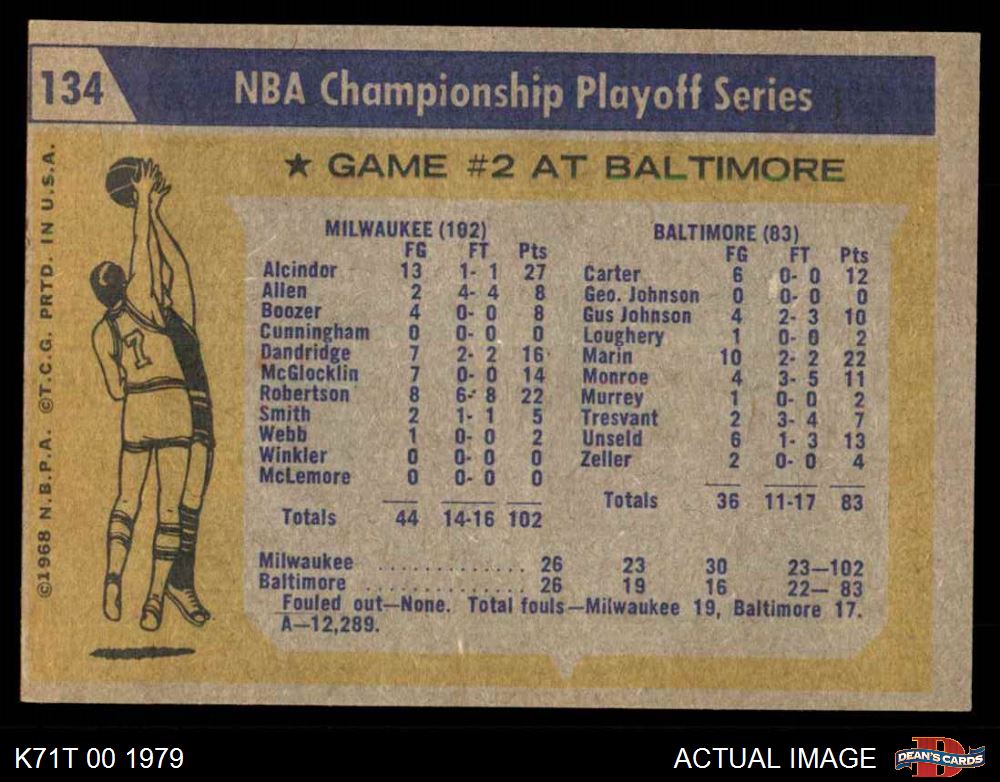 134
NBA Championship Playoff Series
★ GAME #2 AT BALTIMORE
©1968 N.B.P.A. ©T.C.G. PRTD. IN U.S.A.
7
MILWAUKEE (102)
FG FT Pts
Alcindor 13 1- 1 27
Allen 2 4- 4 8
Boozer 4 0- 0 8
Cunningham 0 0- 0 0
Dandridge 7 2- 2 16
McGlocklin 7 0- 0 14
Robertson 8 6- 8 22
Smith 2 1- 1 5
Webb 1 0- 0 2
Winkler 0 0- 0 0
McLemore 0 0- 0 0
Totals 44 14-16 102
BALTIMORE (83)
FG FT Pts
Carter 6 0- 0 12
Geo. Johnson 0 0- 0 0
Gus Johnson 4 2- 3 10
Loughery 1 0- 0 2
Marin 10 2- 2 22
Monroe 4 3- 5 11
Murrey 1 0- 0 2
Tresvant 2 3- 4 7
Unseld 6 1- 3 13
Zeller 2 0- 0 4
Totals 36 11-17 83
Milwaukee ............. 26 23 30 23—102
Baltimore .............. 26 19 16 22— 83
Fouled out—None. Total fouls—Milwaukee 19, Baltimore 17.
A—12,289.
K71T 00 1979
ACTUAL IMAGE
D
DEAN'S CARDS